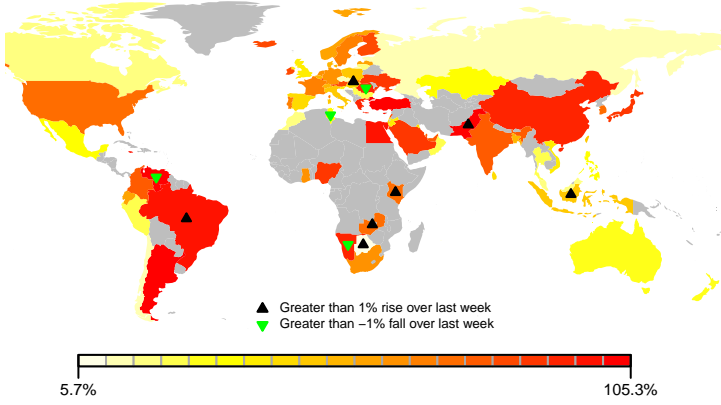 Greater than 1% rise over last week
Greater than −1% fall over last week
5.7%
105.3%